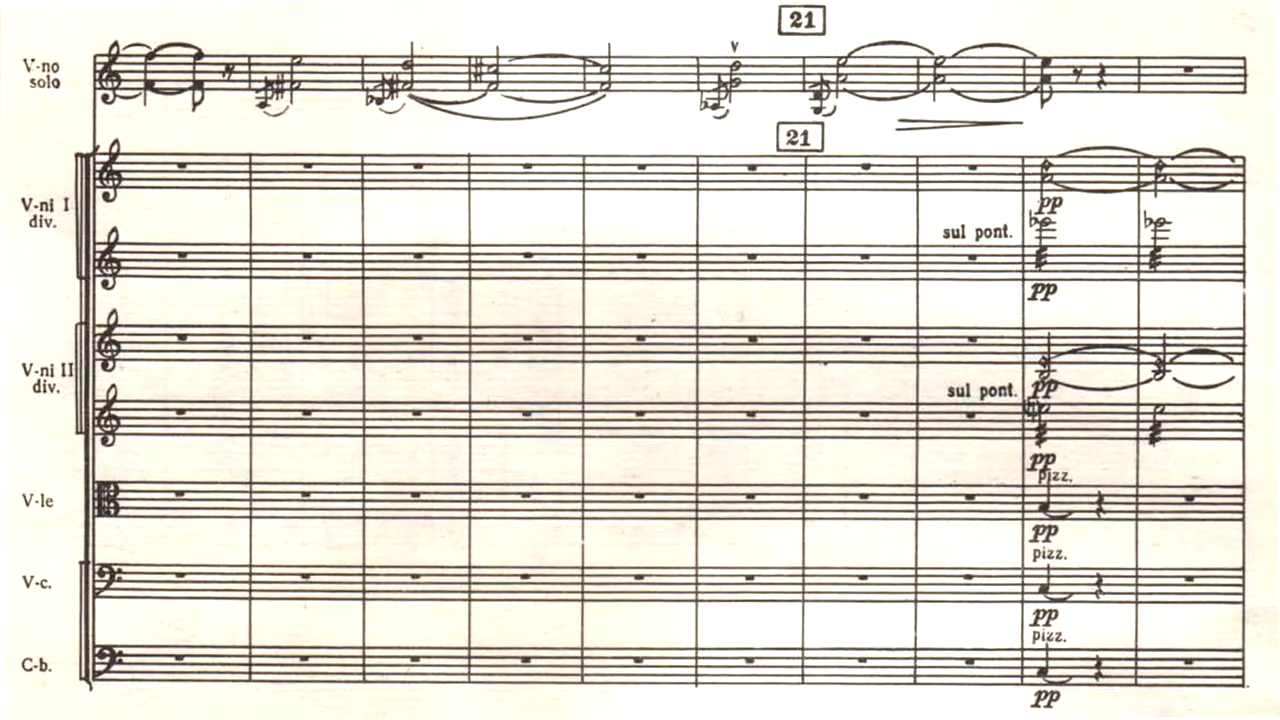 21
V-no
solo
V
21
V-ni I
div.
pp
sul pont.
pp
V-ni II
div.
pp
sul pont.
pp
pizz.
V-le
pp
pizz.
V-c.
pp
pizz.
C-b.
pp